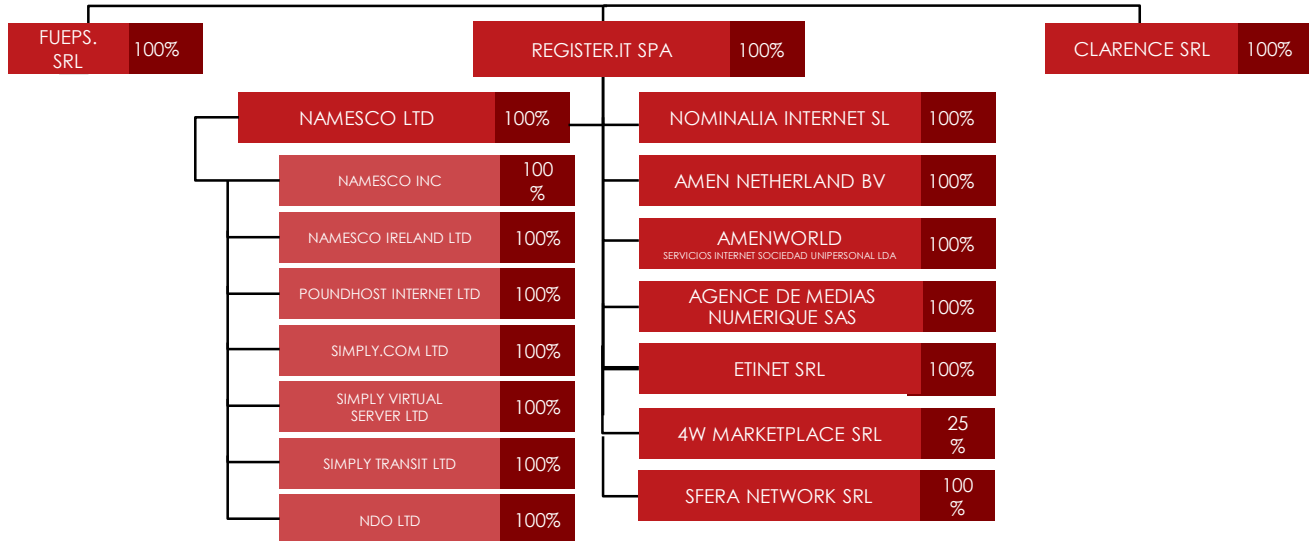 FUEPS.
SRL
100%
REGISTER.IT SPA
100%
CLARENCE SRL
100%
NAMESCO LTD
100%
NAMESCO INC
100
%
NAMESCO IRELAND LTD
100%
POUNDHOST INTERNET LTD
100%
SIMPLY.COM LTD
100%
SIMPLY VIRTUAL
SERVER LTD
100%
SIMPLY TRANSIT LTD
100%
NDO LTD
100%
NOMINALIA INTERNET SL
100%
AMEN NETHERLAND BV
100%
AMENWORLD
SERVICIOS INTERNET SOCIEDAD UNIPERSONAL LDA
100%
AGENCE DE MEDIAS
NUMERIQUE SAS
100%
ETINET SRL
100%
4W MARKETPLACE SRL
25
%
SFERA NETWORK SRL
100
%